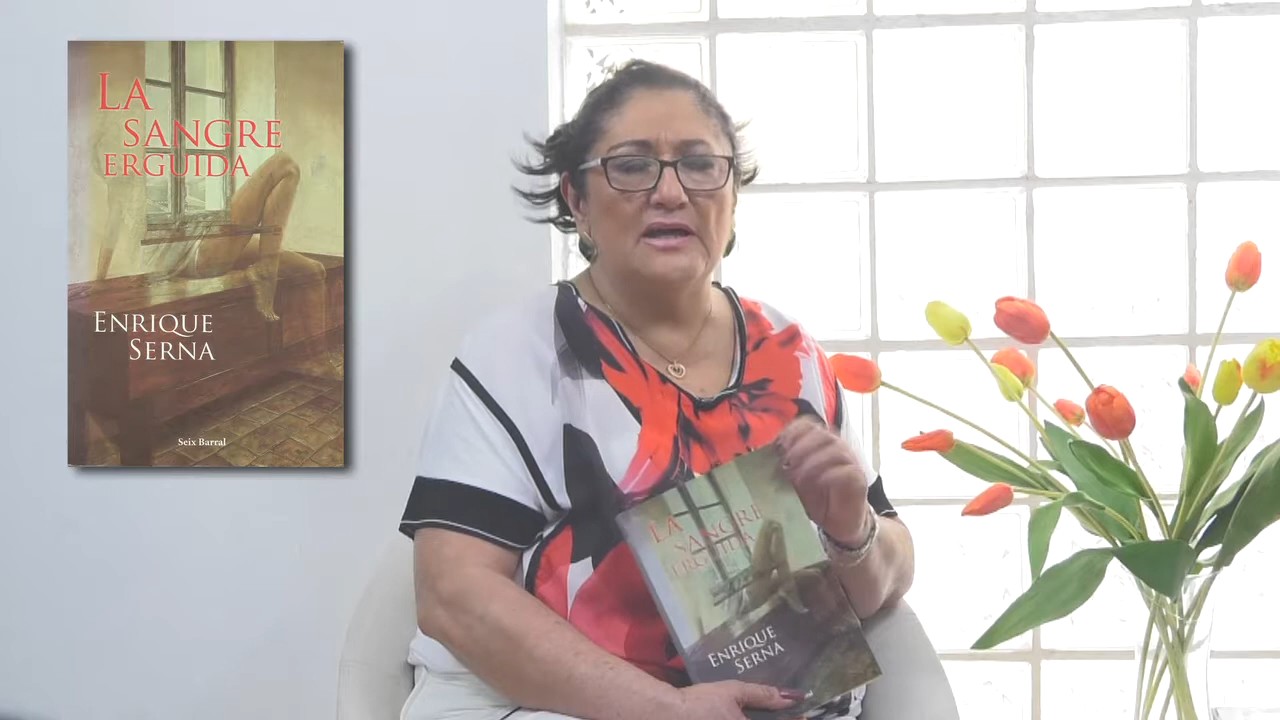 LA
SANGRE
ERGUIDA
ENRIQUE
SERNA
Seix Barral
LA
SANGRE
ERGUIDA
ENRIQUE
SERNA